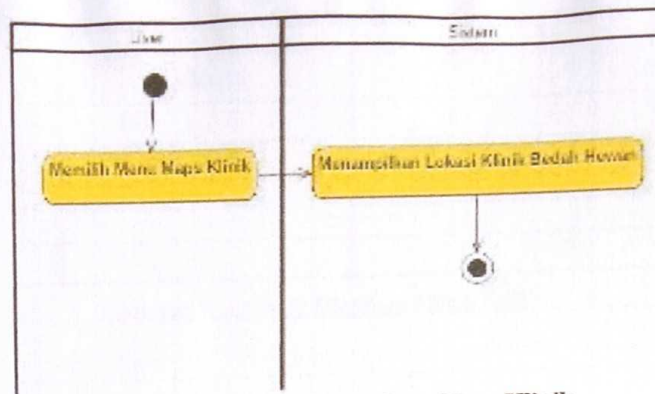 User
Sistem
Memilih Menu Maps Klinik
Menampilkan Lokasi Klinik Bedah Hewan